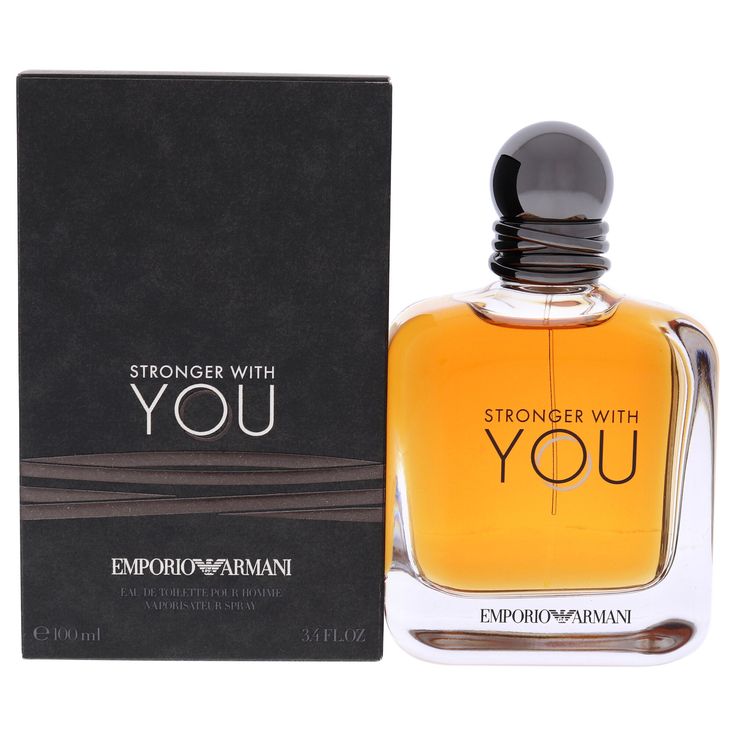 STRONGER WITH
YOU
EMPORIO ARMANI
EAU DE TOILETTE POUR HOMME
VAPORISATEUR SPRAY
℮100 ml 3.4 FL.OZ
STRONGER WITH
YOU
EMPORIO ARMANI